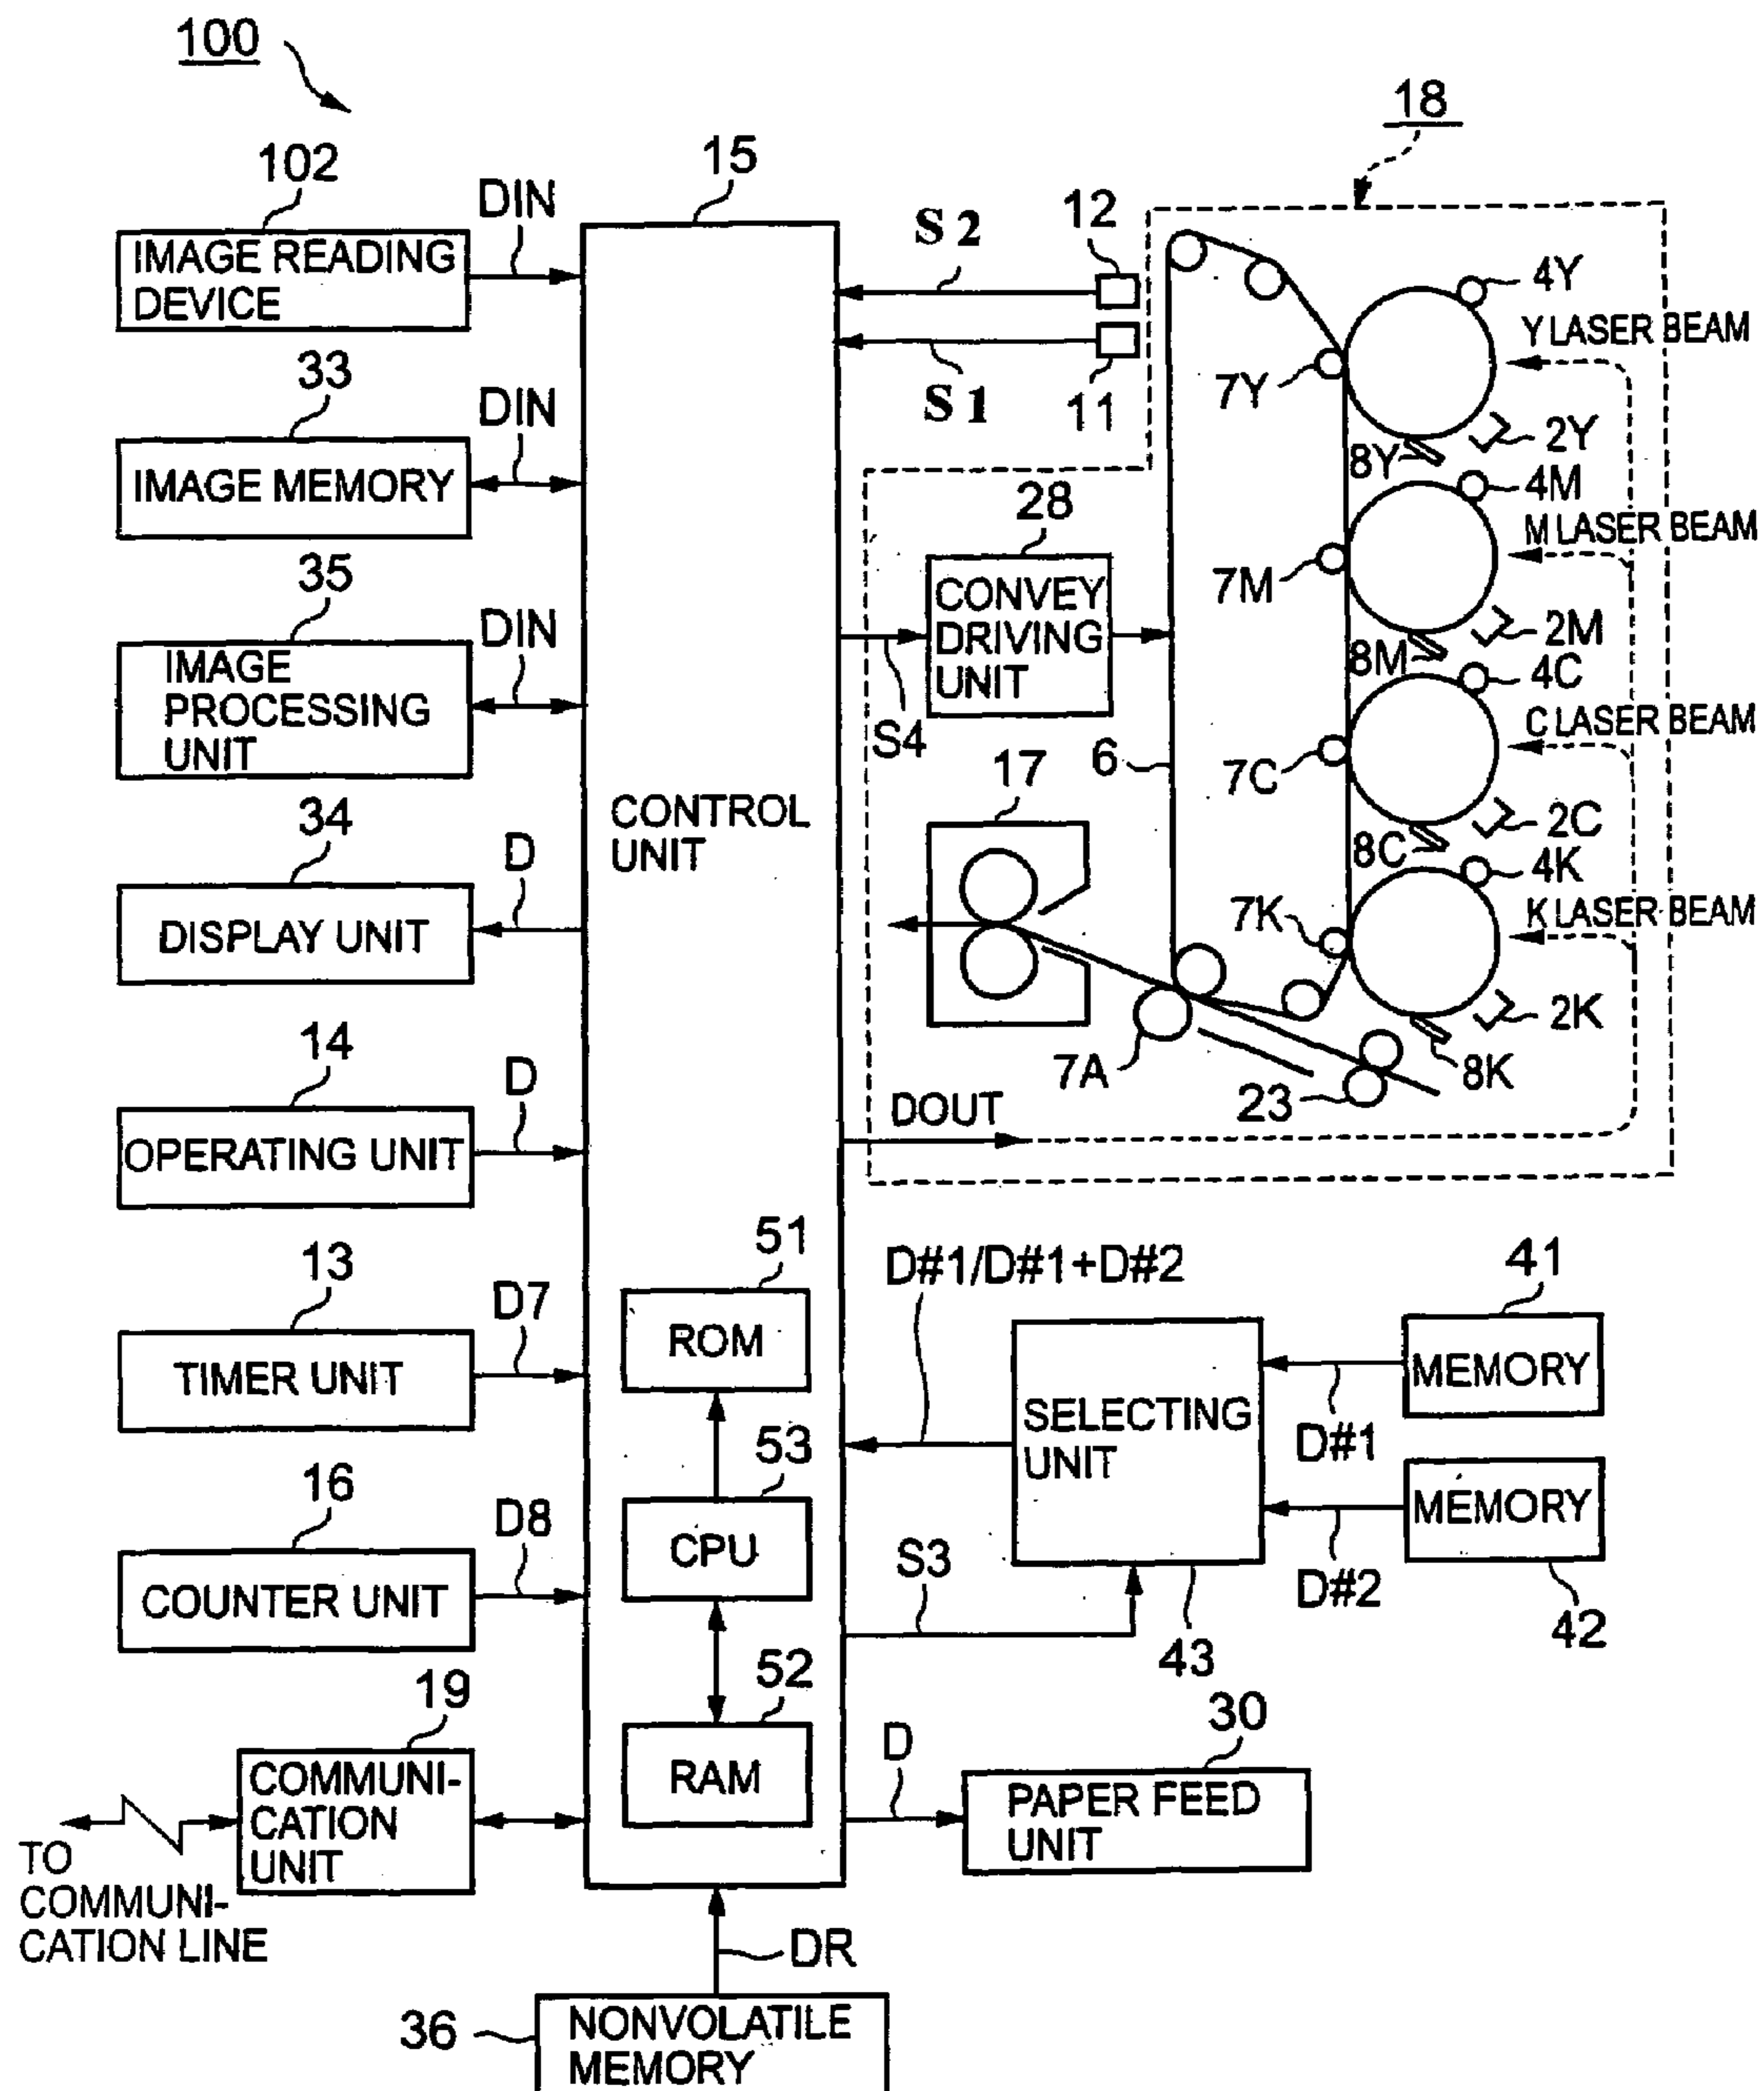 100
18
102
15
DIN
S 2
12
IMAGE READING
DEVICE
4Y
Y LASER BEAM
7Y
S 1
11
33
DIN
8Y
2Y
IMAGE MEMORY
28
4M
M LASER BEAM
35
7M
DIN
CONVEY
DRIVING
UNIT
2M
8M
IMAGE
PROCESSING
UNIT
4C
C LASER BEAM
S4
17
6
7C
34
CONTROL
UNIT
2C
8C
D
4K
7K
K LASER BEAM
DISPLAY UNIT
2K
14
7A
8K
D
23
DOUT
OPERATING UNIT
51
D#1/D#1+D#2
41
13
D7
ROM
MEMORY
TIMER UNIT
SELECTING
UNIT
D#1
53
16
D8
MEMORY
CPU
S3
D#2
COUNTER UNIT
42
43
52
19
30
D
COMMUNI-
CATION
UNIT
RAM
PAPER FEED
UNIT
TO
COMMUNI-
CATION LINE
DR
36
NONVOLATILE
MEMORY